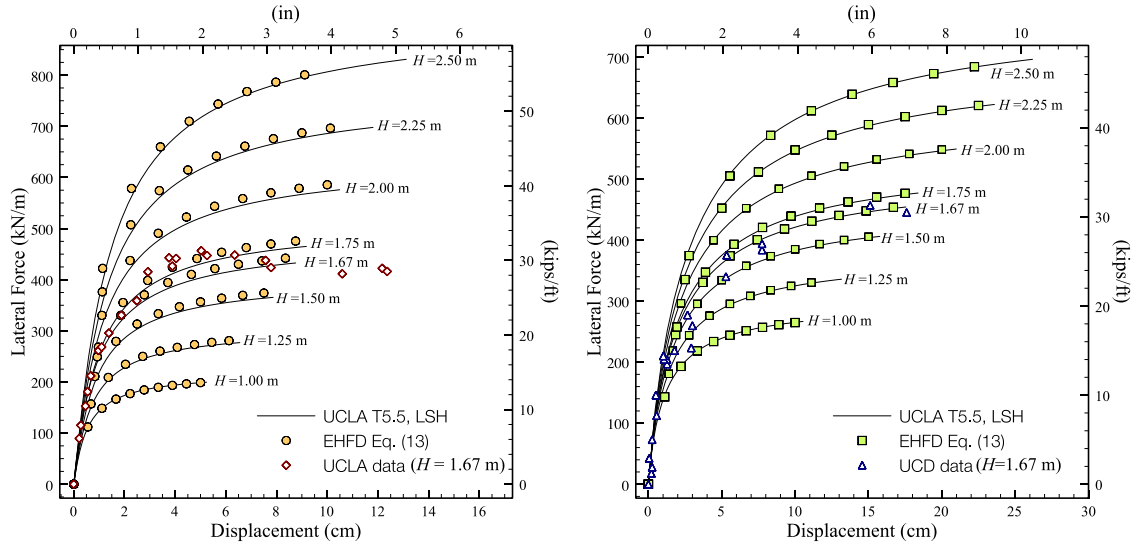 (in)
0 1 2 3 4 5 6
800
700
600
500
400
300
200
100
0
Lateral Force (kN/m)
50
40
30
20
10
0
(kips/ft)
H =2.50 m
H =2.25 m
H =2.00 m
H =1.75 m
H =1.67 m
H =1.50 m
H =1.25 m
H =1.00 m
UCLA T5.5, LSH
EHFD Eq. (13)
UCLA data (H = 1.67 m)
0 2 4 6 8 10 12 14 16
Displacement (cm)
(in)
0 2 4 6 8 10
700
600
500
400
300
200
100
0
Lateral Force (kN/m)
40
30
20
10
0
(kips/ft)
H =2.50 m
H =2.25 m
H =2.00 m
H =1.75 m
H =1.67 m
H =1.50 m
H =1.25 m
H =1.00 m
UCLA T5.5, LSH
EHFD Eq. (13)
UCD data (H=1.67 m)
0 5 10 15 20 25 30
Displacement (cm)